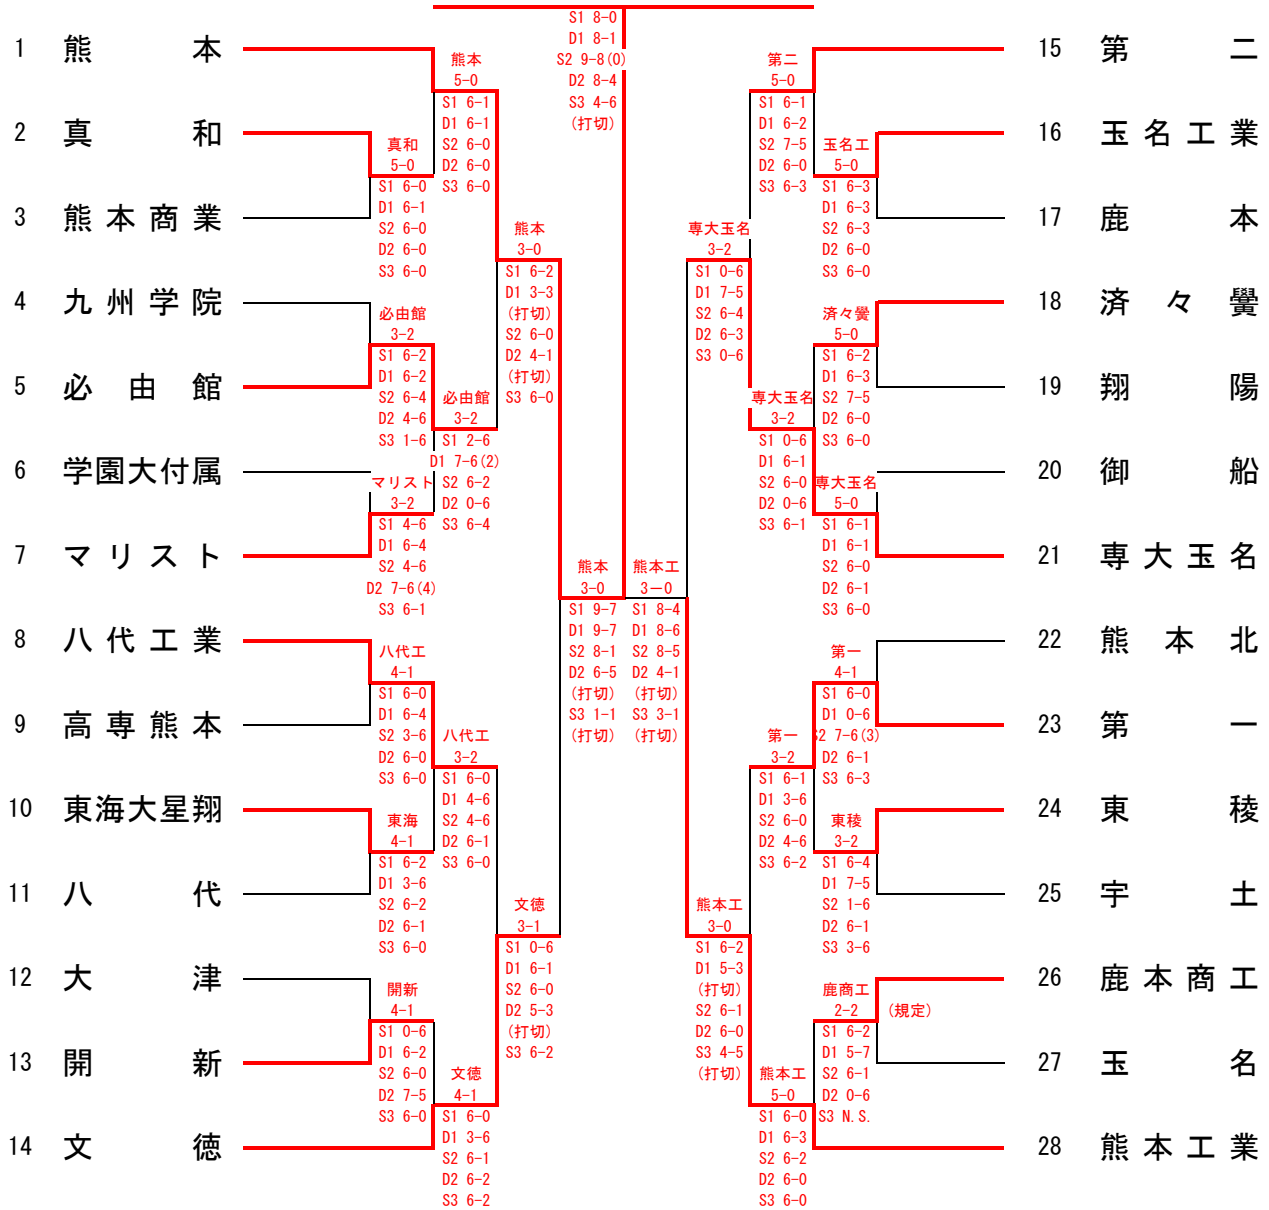 S1 8-0
D1 8-1
S2 9-8(0)
D2 8-4
S3 4-6
(打切)
1 熊本
2 真和
3 熊本商業
4 九州学院
5 必由館
6 学園大付属
7 マリスト
8 八代工業
9 高専熊本
10 東海大星翔
11 八代
12 大津
13 開新
14 文徳
真和
5-0
S1 6-0
D1 6-1
S2 6-0
D2 6-0
S3 6-0
必由館
3-2
S1 6-2
D1 6-2
S2 6-4
D2 4-6
S3 1-6
マリスト
3-2
S1 4-6
D1 6-4
S2 4-6
D2 7-6(4)
S3 6-1
八代工
4-1
S1 6-0
D1 6-4
S2 3-6
D2 6-0
S3 6-0
東海
4-1
S1 6-2
D1 3-6
S2 6-2
D2 6-1
S3 6-0
開新
4-1
S1 0-6
D1 6-2
S2 6-0
D2 7-5
S3 6-0
熊本
5-0
S1 6-1
D1 6-1
S2 6-0
D2 6-0
S3 6-0
必由館
3-2
S1 2-6
D1 7-6(2)
S2 6-2
D2 0-6
S3 6-4
八代工
3-2
S1 6-0
D1 4-6
S2 4-6
D2 6-1
S3 6-0
文徳
4-1
S1 6-0
D1 3-6
S2 6-1
D2 6-2
S3 6-2
熊本
3-0
S1 6-2
D1 3-3
(打切)
S2 6-0
D2 4-1
(打切)
S3 6-0
文徳
3-1
S1 0-6
D1 6-1
S2 6-0
D2 5-3
(打切)
S3 6-2
熊本
3-0
S1 9-7
D1 9-7
S2 8-1
D2 6-5
(打切)
S3 1-1
(打切)
熊本工
3－0
S1 8-4
D1 8-6
S2 8-5
D2 4-1
(打切)
S3 3-1
(打切)
専大玉名
3-2
S1 0-6
D1 7-5
S2 6-4
D2 6-3
S3 0-6
熊本工
3-0
S1 6-2
D1 5-3
(打切)
S2 6-1
D2 6-0
S3 4-5
(打切)
第二
5-0
S1 6-1
D1 6-2
S2 7-5
D2 6-0
S3 6-3
専大玉名
3-2
S1 0-6
D1 6-1
S2 6-0
D2 0-6
S3 6-1
第一
3-2
S1 6-1
D1 3-6
S2 6-0
D2 4-6
S3 6-2
熊本工
5-0
S1 6-0
D1 6-3
S2 6-2
D2 6-0
S3 6-0
玉名工
5-0
S1 6-3
D1 6-3
S2 6-3
D2 6-0
S3 6-0
済々黌
5-0
S1 6-2
D1 6-3
S2 7-5
D2 6-0
S3 6-0
専大玉名
5-0
S1 6-1
D1 6-1
S2 6-0
D2 6-1
S3 6-0
第一
4-1
S1 6-0
D1 0-6
S2 7-6(3)
D2 6-1
S3 6-3
東稜
3-2
S1 6-4
D1 7-5
S2 1-6
D2 6-1
S3 3-6
鹿商工
2-2 (規定)
S1 6-2
D1 5-7
S2 6-1
D2 0-6
S3 N.S.
15 第二
16 玉名工業
17 鹿本
18 済々黌
19 翔陽
20 御船
21 専大玉名
22 熊本北
23 第一
24 東稜
25 宇土
26 鹿本商工
27 玉名
28 熊本工業